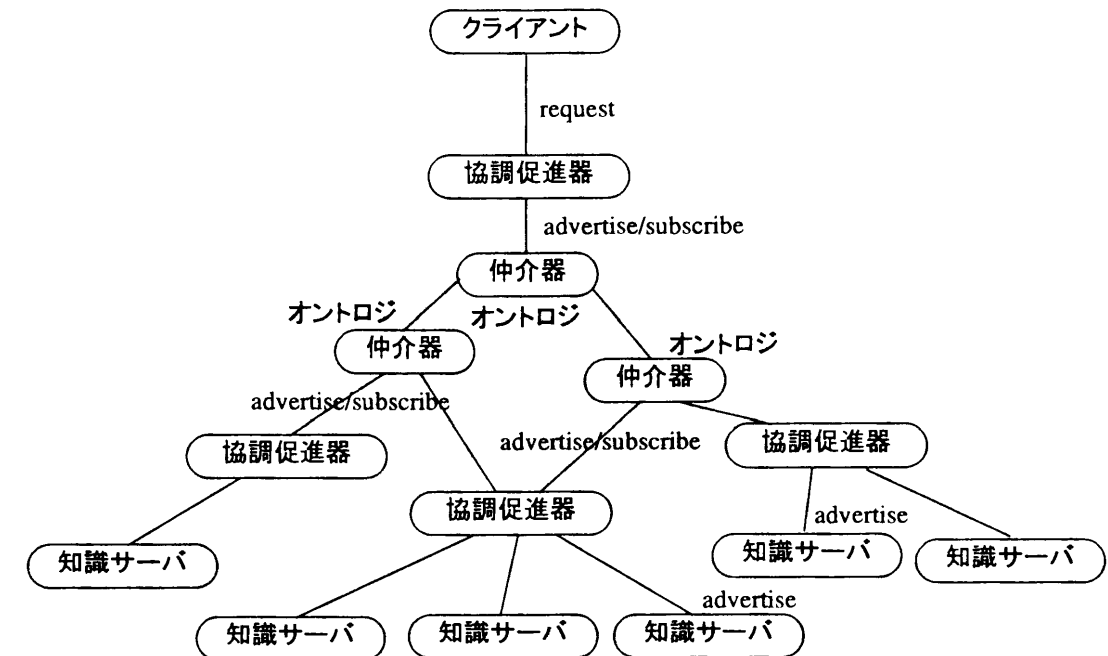 クライアント
request
協調促進器
advertise/subscribe
仲介器
オントロジ
オントロジ
仲介器
オントロジ
仲介器
advertise/subscribe
advertise/subscribe
協調促進器
協調促進器
協調促進器
advertise
知識サーバ
知識サーバ
知識サーバ
advertise
知識サーバ
知識サーバ
知識サーバ